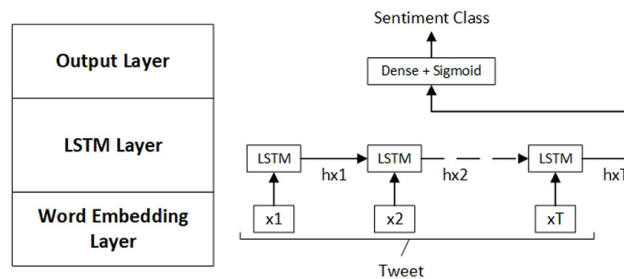 Output Layer
LSTM Layer
Word Embedding
Layer
Sentiment Class
Dense + Sigmoid
LSTM
LSTM
LSTM
hx1
hx2
hxT
x1
x2
xT
Tweet